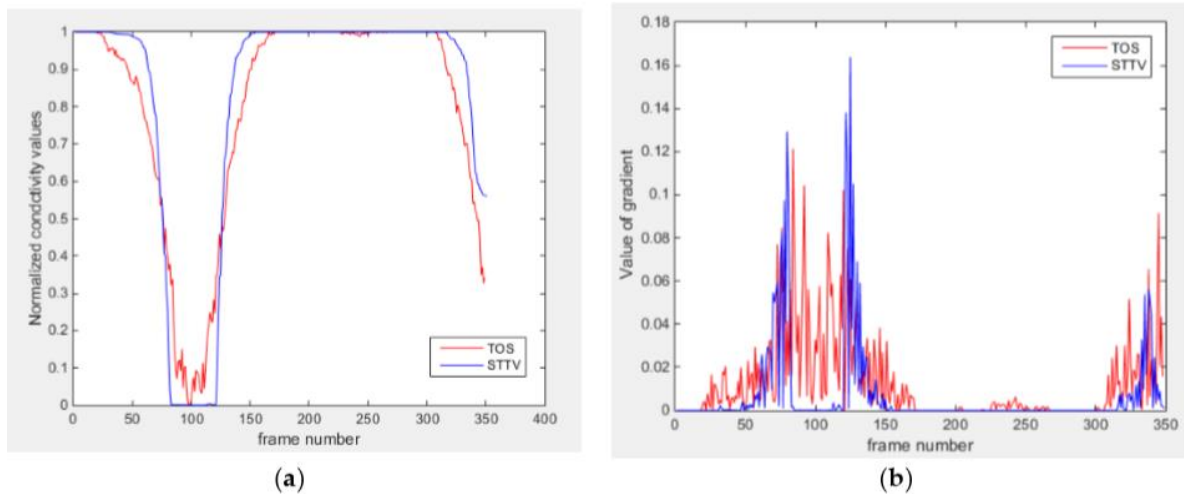 1
0.9
0.8
0.7
0.6
0.5
0.4
0.3
0.2
0.1
0
Normalized condctivity values
0 50 100 150 200 250 300 350 400
frame number
TOS
STTV
(a)
0.18
0.16
0.14
0.12
0.1
0.08
0.06
0.04
0.02
0
Value of gradient
0 50 100 150 200 250 300 350
frame number
TOS
STTV
(b)